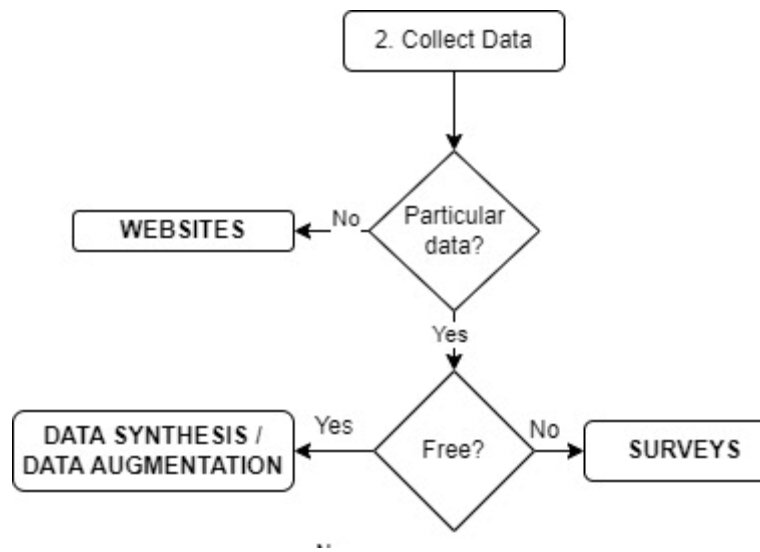 2. Collect Data
Particular
data?
No
WEBSITES
Yes
Free?
Yes
DATA SYNTHESIS /
DATA AUGMENTATION
No
SURVEYS